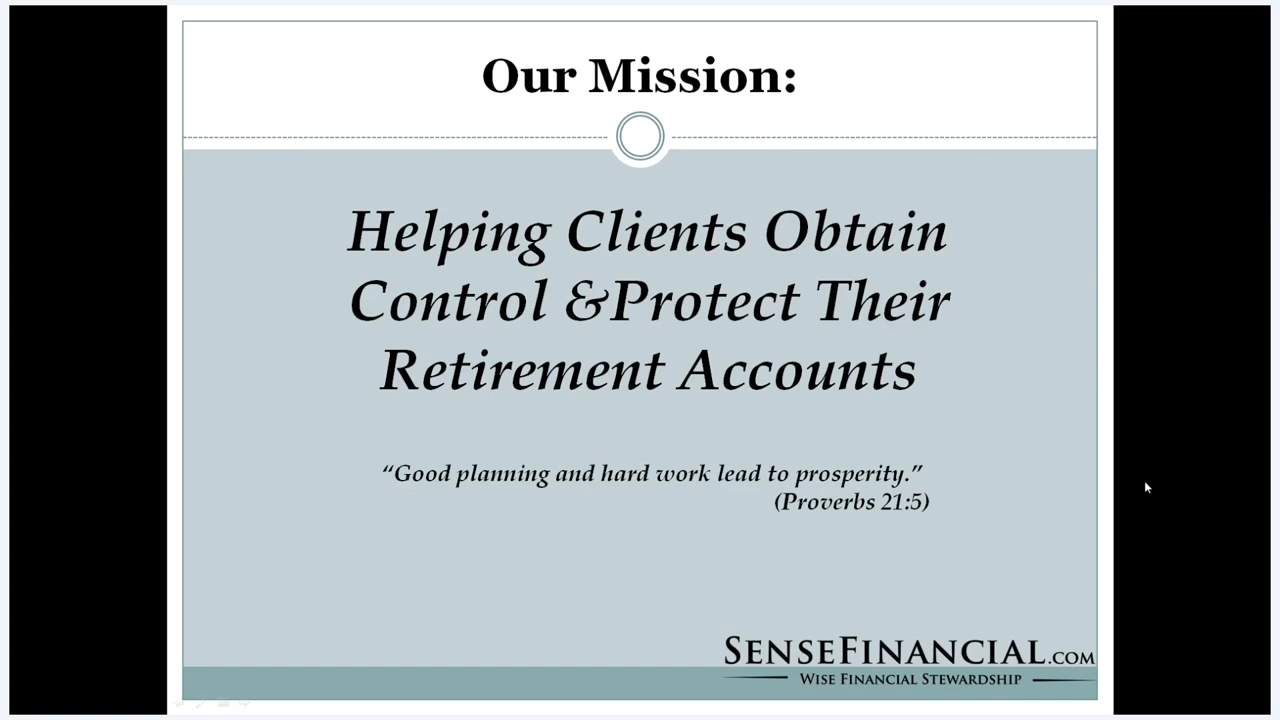 Our Mission:
Helping Clients Obtain
Control &Protect Their
Retirement Accounts
“Good planning and hard work lead to prosperity.”
(Proverbs 21:5)
SENSEFINANCIAL.COM
WISE FINANCIAL STEWARDSHIP